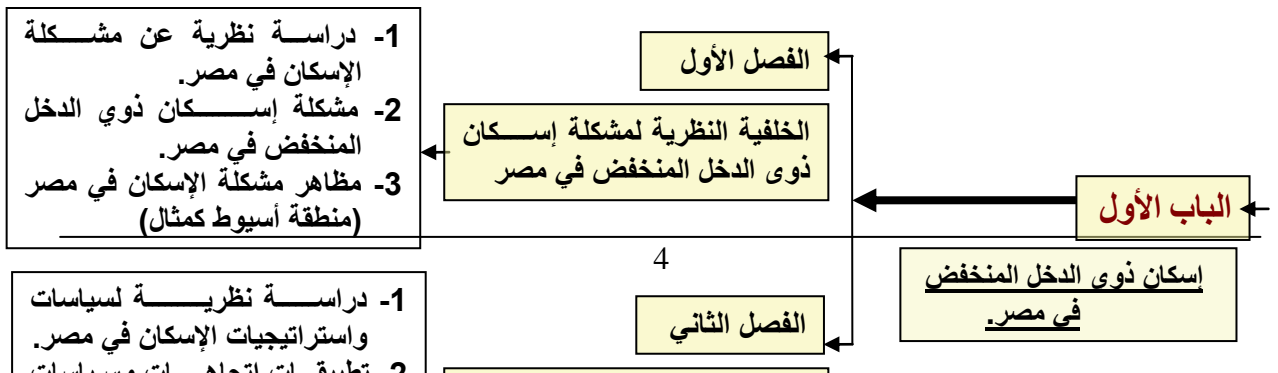 الباب الأول
إسكان ذوى الدخل المنخفض
في مصر.
الفصل الأول
الخلفية النظرية لمشكلة إسكان
ذوى الدخل المنخفض في مصر
1- دراسة نظرية عن مشكلة
الإسكان في مصر.
2- مشكلة إسكان ذوي الدخل
المنخفض في مصر.
3- مظاهر مشكلة الإسكان في مصر
(منطقة أسيوط كمثال)
4
الفصل الثاني
1- دراسة نظرية لسياسات
واستراتيجيات الإسكان في مصر.